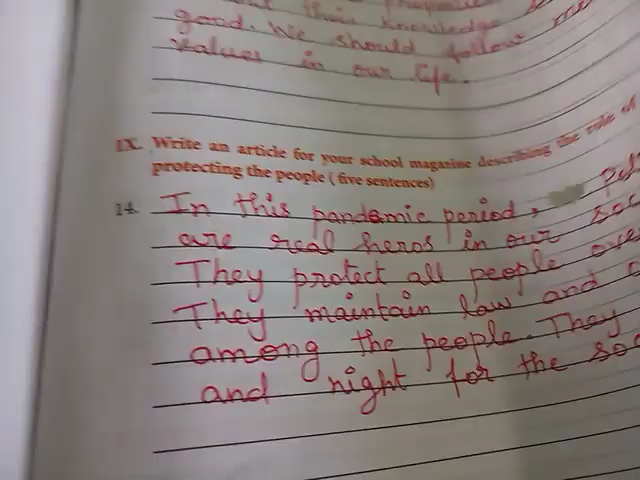 good. We should follow
values in our life.
IX. Write an article for your school magazine describing the role of
protecting the people (five sentences)
14. In this pandemic period,
are real heros in our
They protect all people
They maintain law and
among the people. They
and night for the